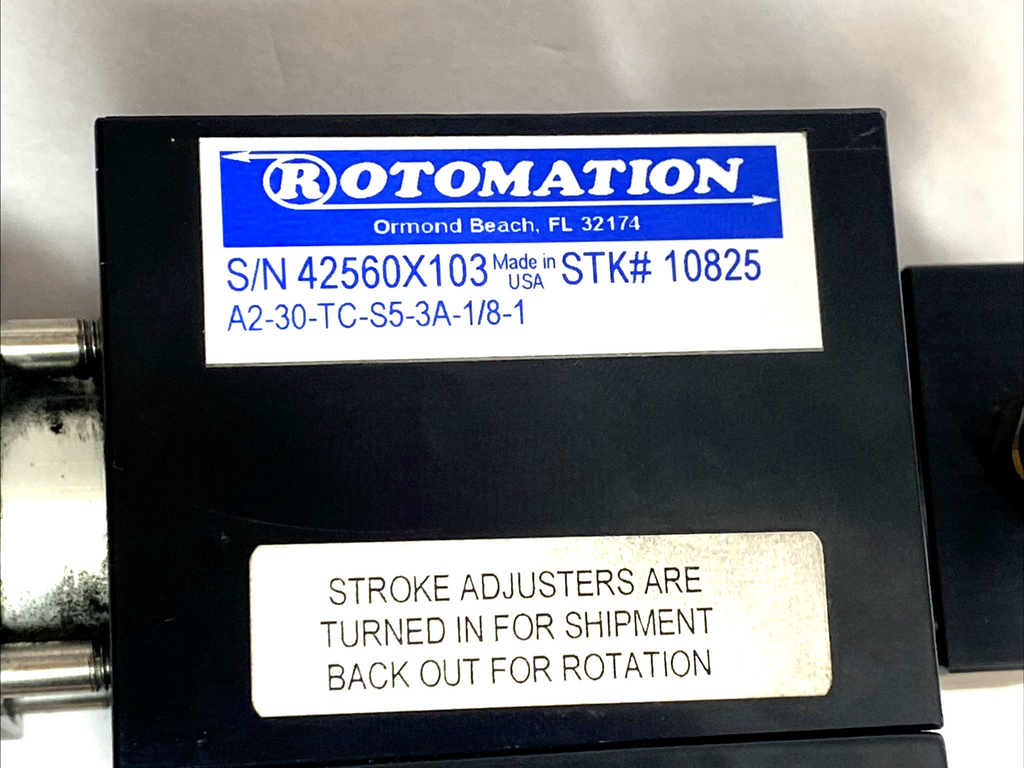 ROTOMATION
Ormond Beach, FL 32174
S/N 42560X103 Made in USA STK# 10825
A2-30-TC-S5-3A-1/8-1
STROKE ADJUSTERS ARE
TURNED IN FOR SHIPMENT
BACK OUT FOR ROTATION